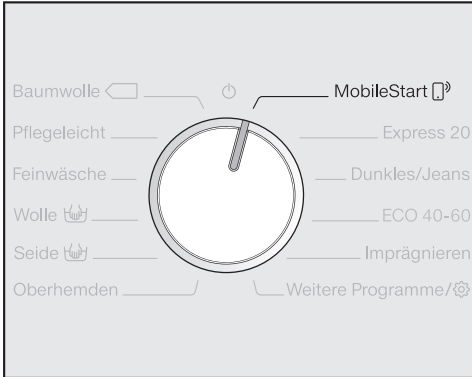 Baumwolle
MobileStart
Pflegeleicht
Express 20
Feinwäsche
Dunkles/Jeans
Wolle
ECO 40-60
Seide
Imprägnieren
Oberhemden
Weitere Programme/